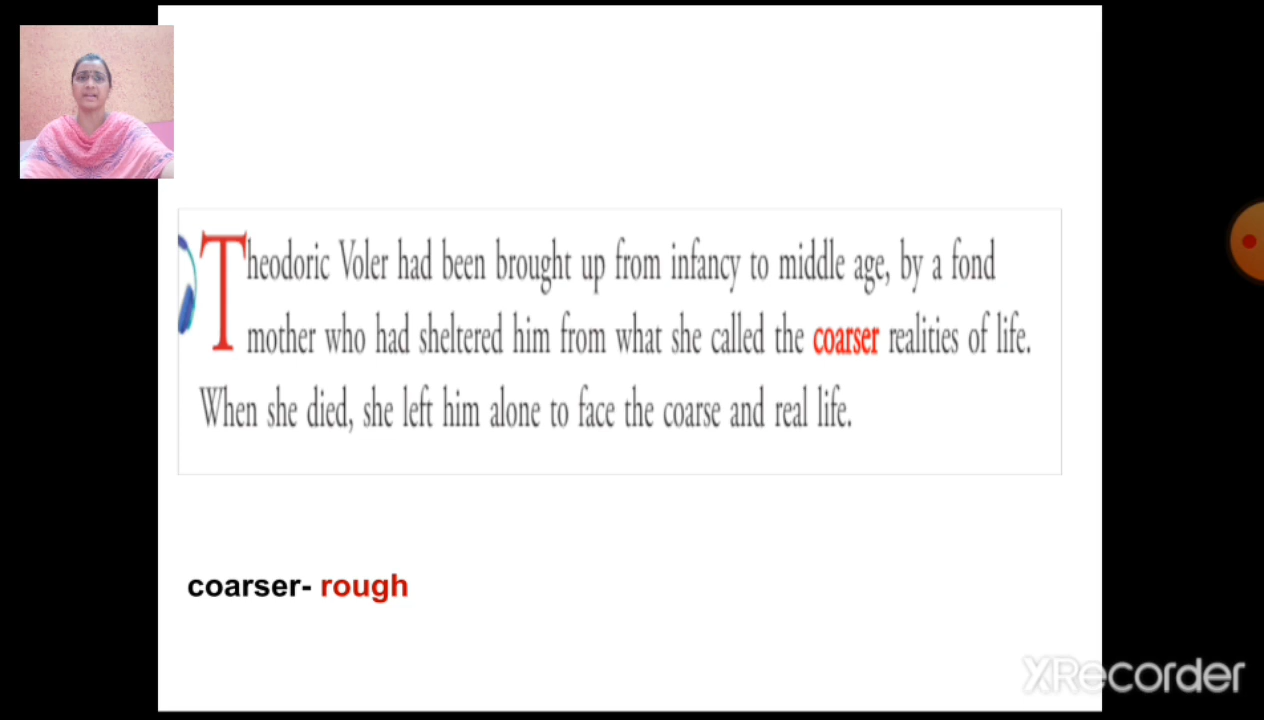 Theodoric Voler had been brought up from infancy to middle age, by a fond
mother who had sheltered him from what she called the coarser realities of life.
When she died, she left him alone to face the coarse and real life.
coarser- rough
XRecorder